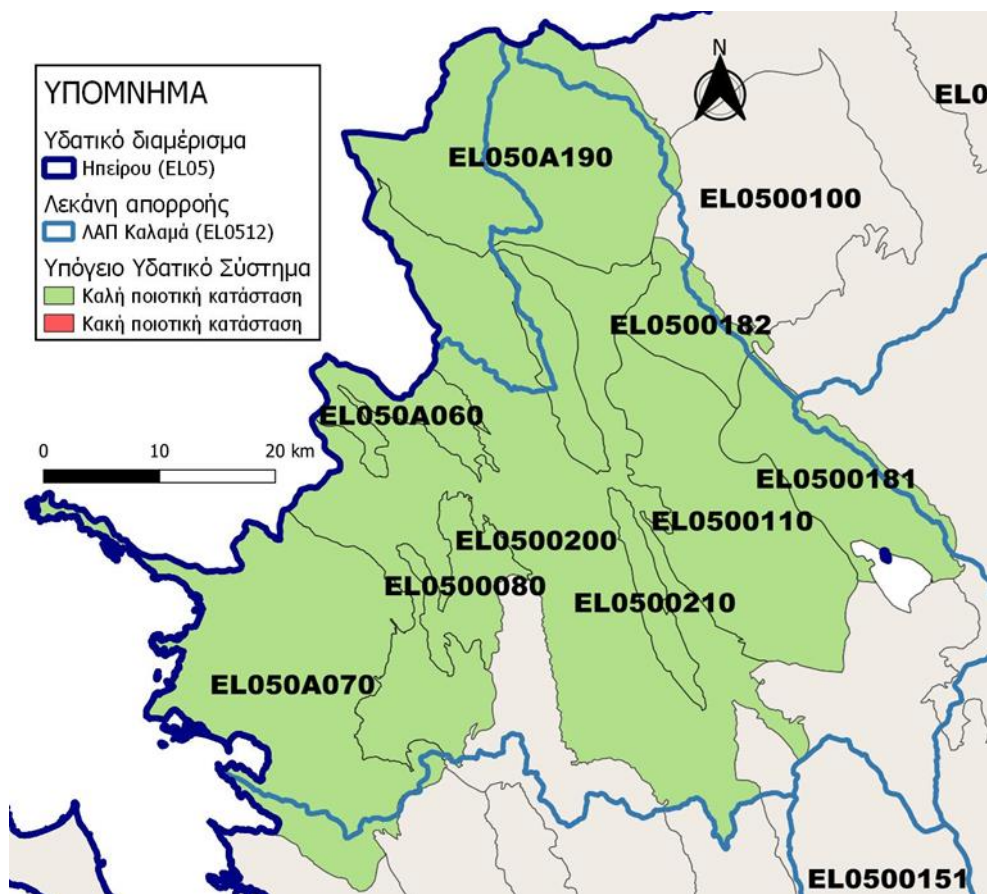 N
ΥΠΟΜΝΗΜΑ
Υδατικό διαμέρισμα
Ηπείρου (EL05)
Λεκάνη απορροής
ΛΑΠ Καλαμά (EL0512)
Υπόγειο Υδατικό Σύστημα
Καλή ποιοτική κατάσταση
Κακή ποιοτική κατάσταση
EL0
EL050A190
EL0500100
EL0500182
EL050A060
0 10 20 km
EL0500181
EL0500110
EL0500200
EL0500080
EL0500210
EL050A070
EL0500151